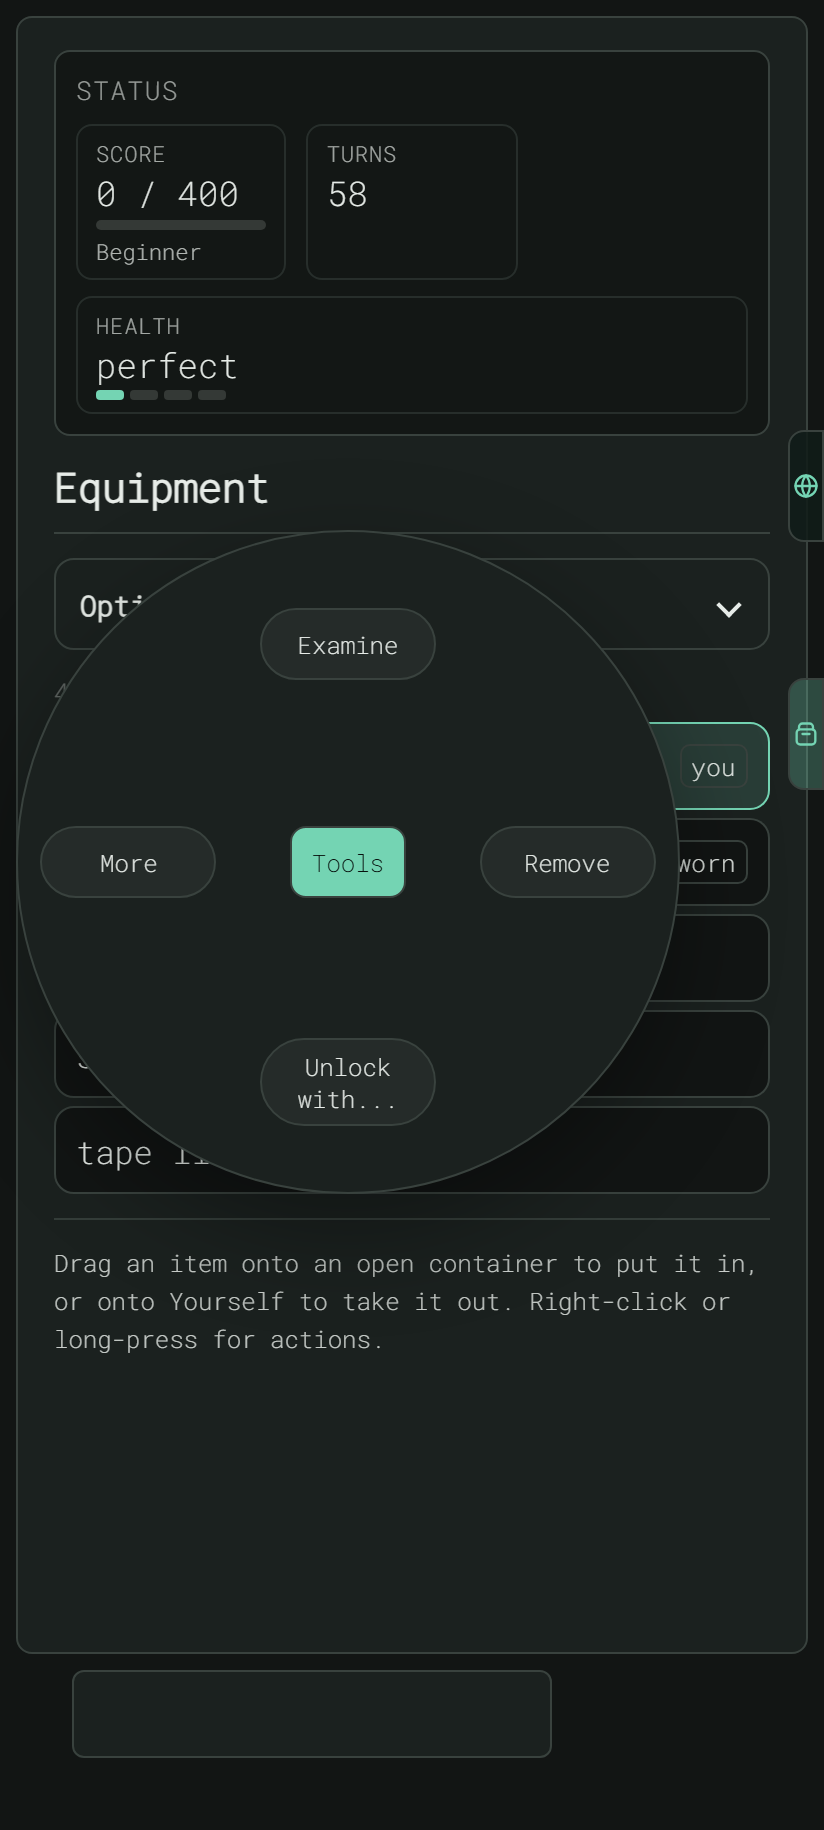 STATUS
SCORE
0 / 400
Beginner
TURNS
58
HEALTH
perfect
Equipment
Examine
you
More
Tools
Remove
worn
Unlock
with...
tape
Drag an item onto an open container to put it in,
or onto Yourself to take it out. Right-click or
long-press for actions.